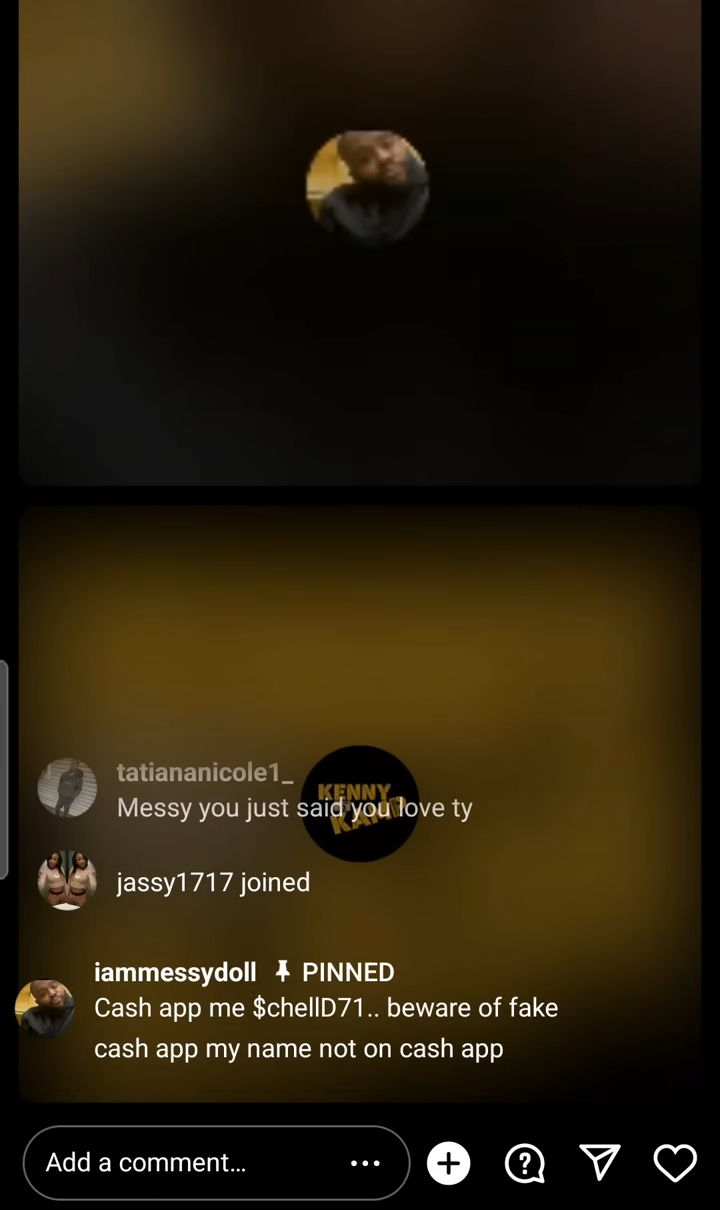 tatiananicole1_
KENNY
KAMP
Messy you just said you love ty
jassy1717 joined
iammessydoll PINNED
Cash app me $chellD71.. beware of fake
cash app my name not on cash app
Add a comment...